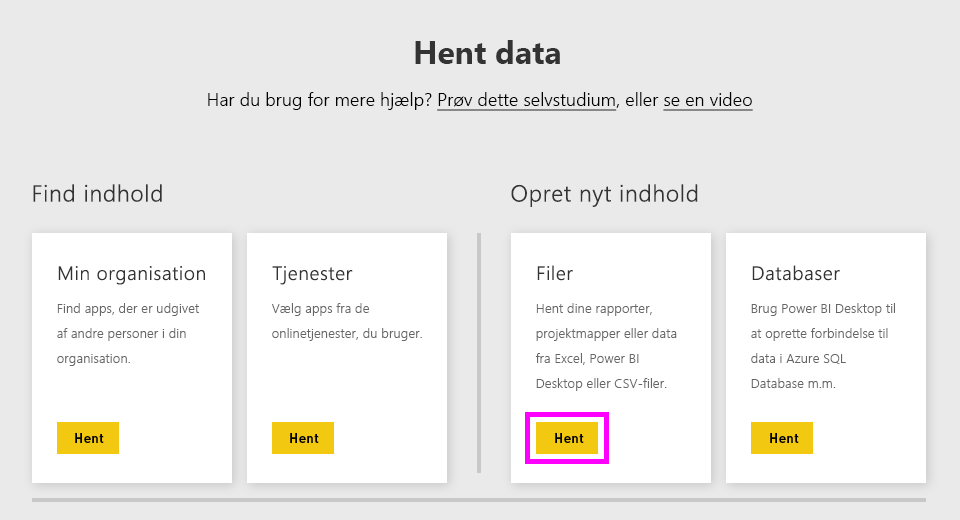 Hent data
Har du brug for mere hjælp? Prøv dette selvstudium, eller se en video
Find indhold
Min organisation
Find apps, der er udgivet
af andre personer i din
organisation.
Hent
Tjenester
Vælg apps fra de
onlinetjenester, du bruger.
Hent
Opret nyt indhold
Filer
Hent dine rapporter,
projektmapper eller data
fra Excel, Power BI
Desktop eller CSV-filer.
Hent
Databaser
Brug Power BI Desktop til
at oprette forbindelse til
data i Azure SQL
Database m.m.
Hent